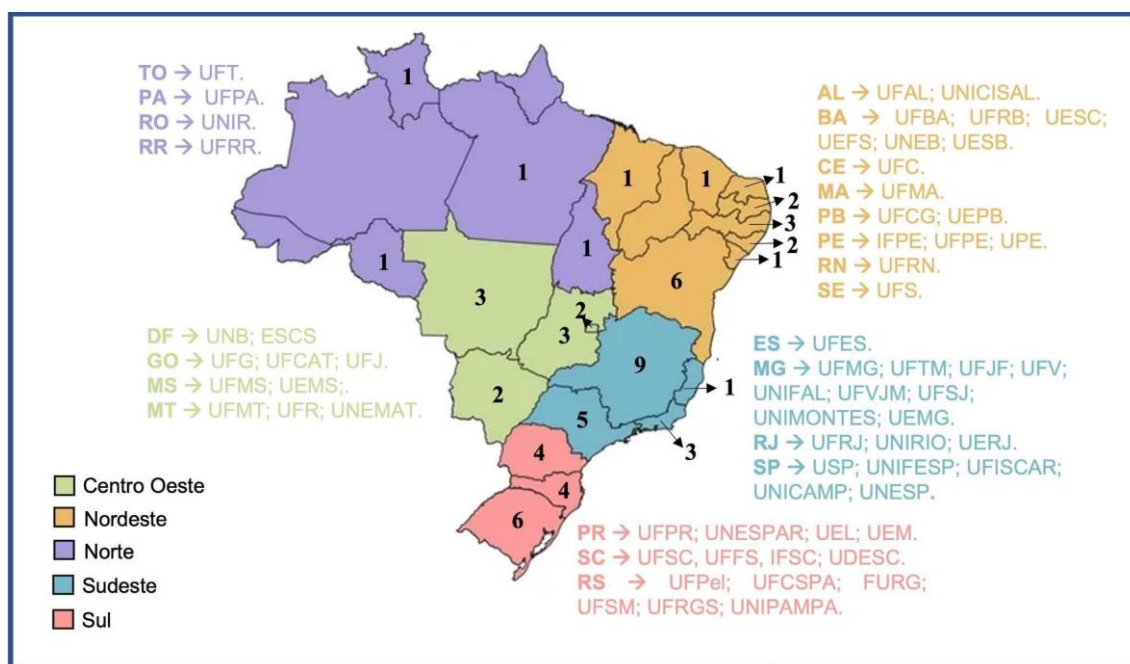 TO → UFT.
PA → UFPA.
RO → UNIR.
RR → UFRR.
AL → UFAL; UNICISAL.
BA → UFBA; UFRB; UESC;
UEFS; UNEB; UESB.
CE → UFC.
MA → UFMA.
PB → UFCG; UEPB.
PE → IFPE; UFPE; UPE.
RN → UFRN.
SE → UFS.
1
1
1
1
1
1
1
2
3
2
1
6
3
2
3
2
DF → UNB; ESCS
GO → UFG; UFCAT; UFJ.
MS → UFMS; UEMS;.
MT → UFMT; UFR; UNEMAT.
9
1
5
3
ES → UFES.
MG → UFMG; UFTM; UFJF; UFV;
UNIFAL; UFVJM; UFSJ;
UNIMONTES; UEMG.
RJ → UFRJ; UNIRIO; UERJ.
SP → USP; UNIFESP; UFISCAR;
UNICAMP; UNESP.
4
4
6
PR → UFPR; UNESPAR; UEL; UEM.
SC → UFSC, UFFS, IFSC; UDESC.
RS → UFPel; UFCSPA; FURG;
UFSM; UFRGS; UNIPAMPA.
Centro Oeste
Nordeste
Norte
Sudeste
Sul